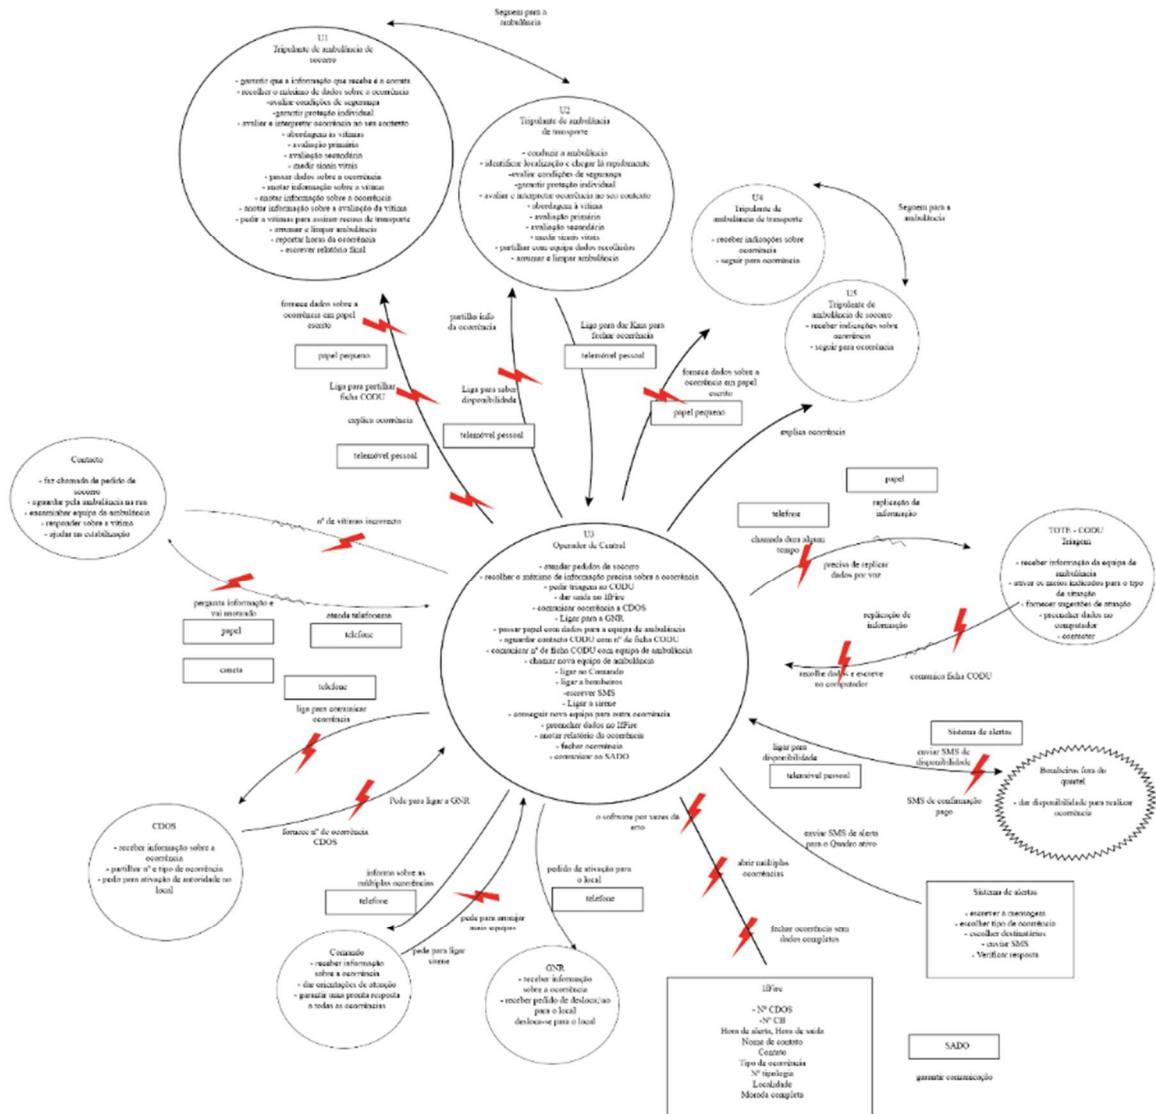 Seguem para a
ambulância
U1
Tripulante de ambulância de
socorro
- garantir que a informação que recebe é a correta
- recolher o máximo de dados sobre a ocorrência
-avaliar condições de segurança
-garantir proteção individual
- avaliar e interpretar ocorrência no seu contexto
- abordagem às vítimas
- avaliação primária
- avaliação secundária
- medir sinais vitais
- passar dados sobre a ocorrência
- anotar informação sobre a vítima
- anotar informação sobre a ocorrência
- anotar informação sobre a avaliação da vítima
- pedir a vítimas para assinar recusa de transporte
- arrumar e limpar ambulância
- reportar horas da ocorrência
- escrever relatório final
U2
Tripulante de ambulância
de transporte
- conduzir a ambulância
- identificar localização e chegar lá rapidamente
-avaliar condições de segurança
-garantir proteção individual
- avaliar e interpretar ocorrência no seu contexto
- abordagem à vítima
- avaliação primária
- avaliação secundária
- medir sinais vitais
- partilhar com equipa dados recolhidos
- arrumar e limpar ambulância
U4
Tripulante de
ambulância de transporte
- receber indicações sobre
ocorrência
- seguir para ocorrência
Seguem para a
ambulância
U5
Tripulante de
ambulância de socorro
- receber indicações sobre
ocorrência
- seguir para ocorrência
fornece dados sobre a
ocorrência em papel
escrito
papel pequeno
Liga para partilhar
ficha CODU
explica ocorrência
telemóvel pessoal
partilha info
da ocorrência
Liga para saber
disponibilidade
telemóvel pessoal
Liga para dar Kms para
fechar ocorrência
telemóvel pessoal
fornece dados sobre a
ocorrência em papel
escrito
papel pequeno
explica ocorrência
Contacto
- faz chamada de pedido de
socorro
- aguardar pela ambulância na rua
- encaminhar equipa da ambulância
- responder sobre a vítima
- ajudar na estabilização
nº de vítimas incorrecto
pergunta informação e
vai anotando
papel
caneta
atende telefonema
telefone
U3
Operador de Central
- atender pedidos de socorro
- recolher o máximo de informação precisa sobre a ocorrência
- pedir triagem ao CODU
- dar saída no IfFire
- comunicar ocorrência a CDOS
- Ligar para a GNR
- passar papel com dados para a equipa de ambulância
- aguardar contacto CODU com nº de ficha CODU
- comunicar nº de ficha CODU com equipa de ambulância
- chamar nova equipa de ambulância
- ligar ao Comando
- ligar a bombeiros
-escrever SMS
- Ligar a sirene
- conseguir nova equipa para outra ocorrência
- preencher dados no IfFire
- anotar relatório da ocorrência
- fechar ocorrência
- comunicar ao SADO
papel
replicação de
informação
telefone
chamada dura algum
tempo
precisa de replicar
dados por voz
TOTE - CODU
Triagem
- receber informação da equipa de
ambulância
- ativar os meios indicados para o tipo
de situação
- fornecer sugestões de atuação
- preencher dados no
computador
- contactar
replicação de
informação
recolhe dados e escreve
no computador
comunica ficha CODU
telefone
liga para comunicar
ocorrência
CDOS
- receber informação sobre a
ocorrência
- partilhar nº e tipo de ocorrência
- pedir para ativação de autoridade no
local
Pede para ligar a GNR
fornece nº de ocorrência
CDOS
ligar para
disponibilidade
telemóvel pessoal
Sistema de alertas
enviar SMS de
disponibilidade
SMS de confirmação
pago
Bombeiros fora do
quartel
- dar disponibilidade para realizar
ocorrência
informa sobre as
múltiplas ocorrências
telefone
pede para arranjar
mais equipas
pede para ligar
sirene
Comando
- receber informação
sobre a ocorrência
- dar orientações de atuação
- garantir uma pronta resposta
a todas as ocorrências
pedido de ativação para
o local
telefone
GNR
- receber informação
sobre a ocorrência
- receber pedido de deslocação
para o local
desloca-se para o local
o software por vezes dá
erro
abrir múltiplas
ocorrências
fechar ocorrência sem
dados completos
IfFire
- Nº CDOS
-Nº CB
Hora de alerta, Hora de saída
Nome de contato
Contato
Tipo de ocorrência
Nº tipologia
Localidade
Morada completa
enviar SMS de alerta
para o Quadro ativo
Sistema de alertas
- escrever a mensagem
- escolher tipo de ocorrência
- escolher destinatários
- enviar SMS
- Verificar resposta
SADO
garantir comunicação